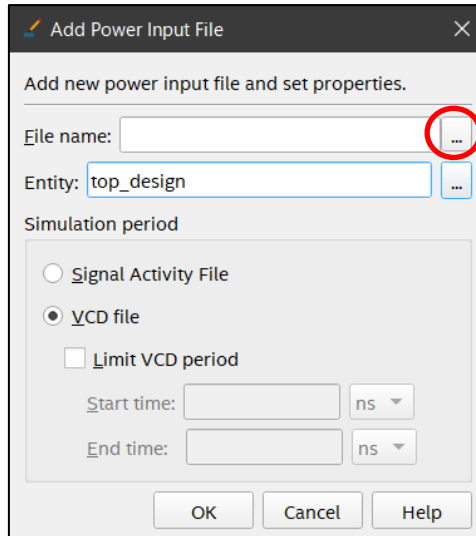 Add Power Input File
Add new power input file and set properties.
File name: ...
Entity: top_design ...
Simulation period
Signal Activity File
VCD file
Limit VCD period
Start time: ns
End time: ns
OK Cancel Help